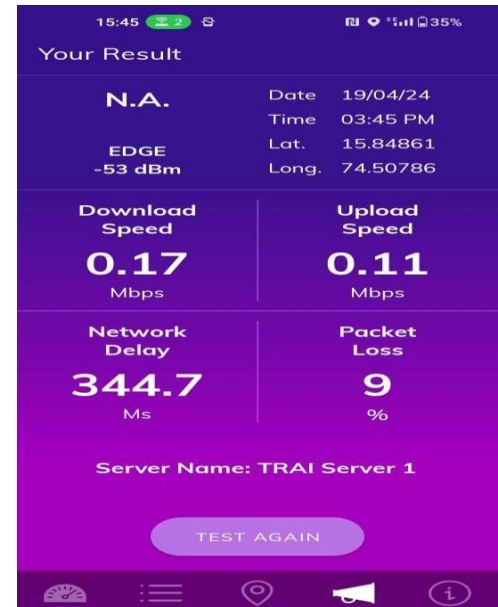 15:45 2 35%
Your Result
N.A.
EDGE
-53 dBm
Date 19/04/24
Time 03:45 PM
Lat. 15.84861
Long. 74.50786
Download
Speed
0.17
Mbps
Upload
Speed
0.11
Mbps
Network
Delay
344.7
Ms
Packet
Loss
9
%
Server Name: TRAI Server 1
TEST AGAIN